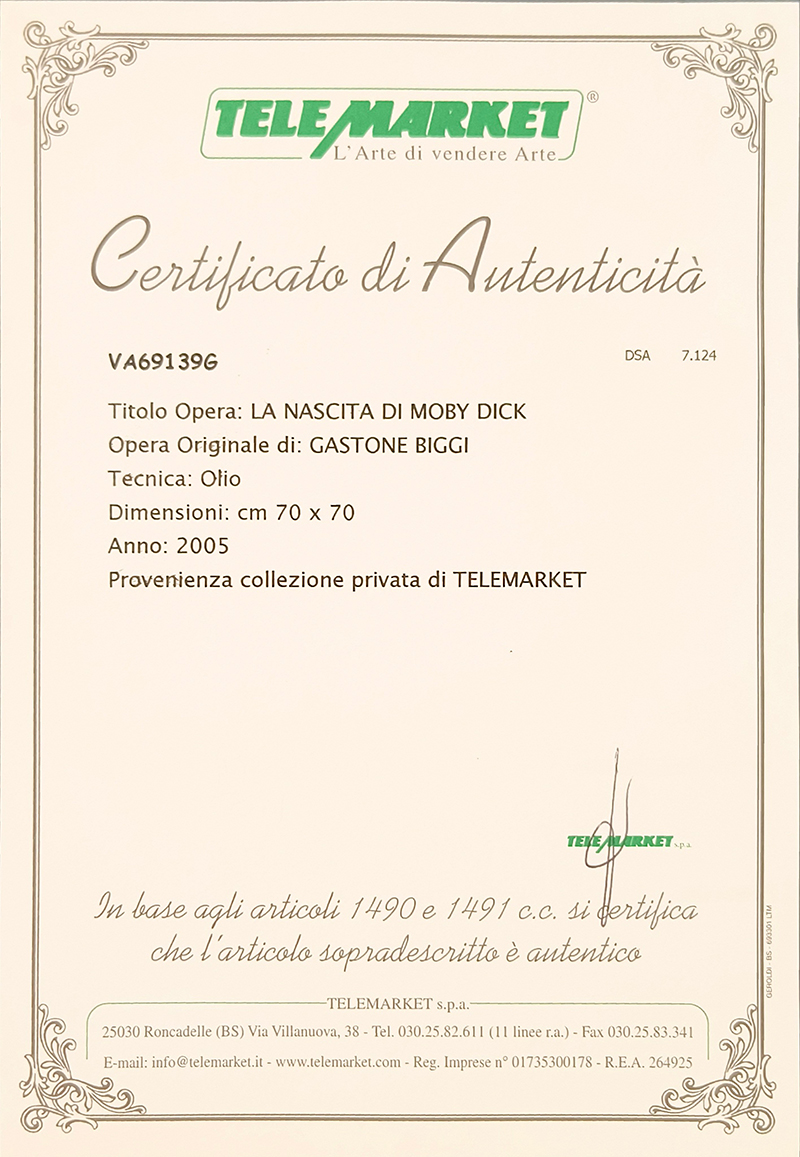 TELEMARKET ®
L'Arte di vendere Arte
Certificato di Autenticità
VA69139G
DSA 7.124
Titolo Opera: LA NASCITA DI MOBY DICK
Opera Originale di: GASTONE BIGGI
Tecnica: Olio
Dimensioni: cm 70 x 70
Anno: 2005
Provenienza collezione privata di TELEMARKET
TELEMARKET s.p.a.
In base agli articoli 1490 e 1491 c.c. si certifica
che l'articolo sopradescritto è autentico
TELEMARKET s.p.a.
25030 Roncadelle (BS) Via Villanuova, 38 - Tel. 030.25.82.611 (11 linee r.a.) - Fax 030.25.83.341
E-mail: info@telemarket.it - www.telemarket.com - Reg. Imprese n° 01735300178 - R.E.A. 264925
GEROLDI - BS - 693301 LTM